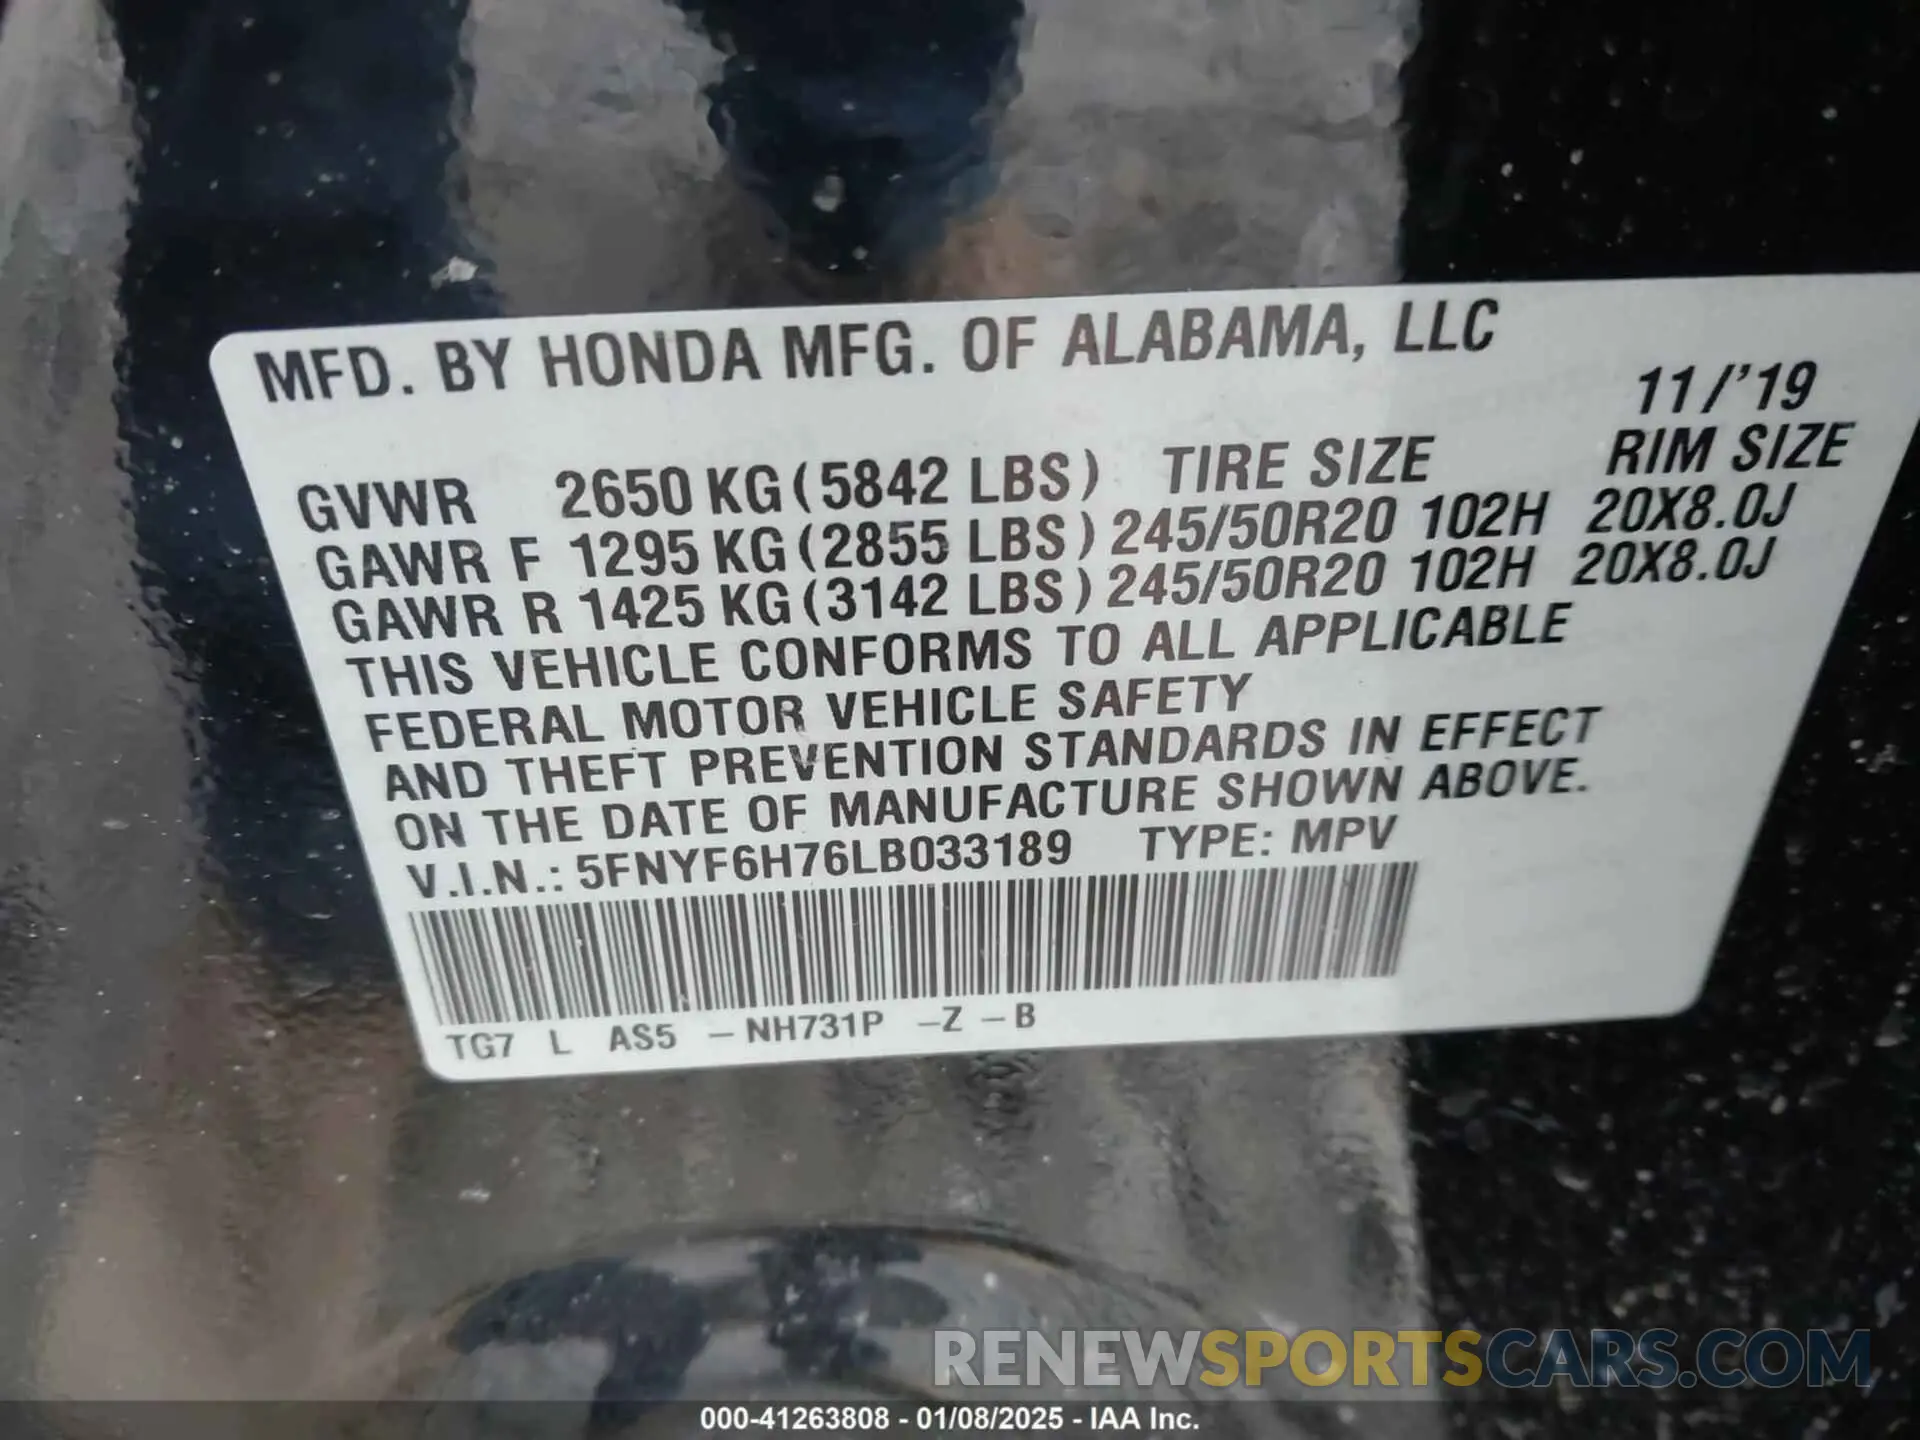 MFD. BY HONDA MFG. OF ALABAMA, LLC
11/'19
GVWR 2650 KG (5842 LBS) TIRE SIZE RIM SIZE
GAWR F 1295 KG (2855 LBS) 245/50R20 102H 20X8.0J
GAWR R 1425 KG (3142 LBS) 245/50R20 102H 20X8.0J
THIS VEHICLE CONFORMS TO ALL APPLICABLE
FEDERAL MOTOR VEHICLE SAFETY
AND THEFT PREVENTION STANDARDS IN EFFECT
ON THE DATE OF MANUFACTURE SHOWN ABOVE.
V.I.N.: 5FNYF6H76LB033189 TYPE: MPV
TG7 L AS5 -NH731P -Z -B
RENEWSPORTSCARS.COM
000-41263808 - 01/08/2025 - IAA Inc.